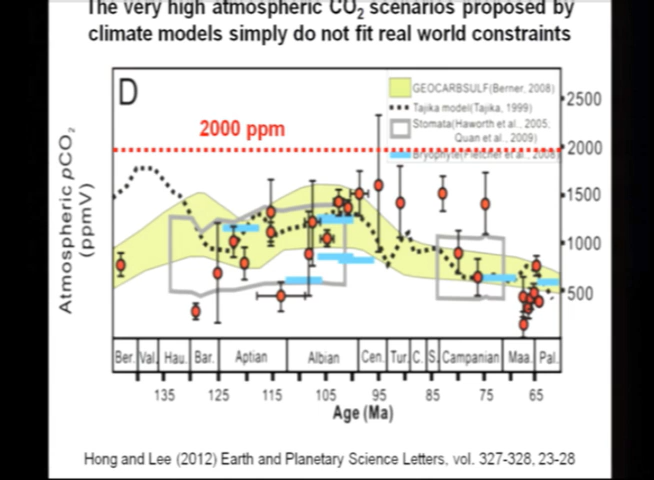 The very high atmospheric CO₂ scenarios proposed by
climate models simply do not fit real world constraints
D
GEOCARBSULF(Berner, 2008)
Tajika model(Tajika, 1999)
Stomata(Haworth et al., 2005;
Quan et al., 2009)
Bryophyte(Fletcher et al., 2008)
2000 ppm
Atmospheric pCO₂
(ppmV)
2500
2000
1500
1000
500
Ber. Val. Hau. Bar. Aptian Albian Cen. Tur. C. S. Campanian Maa. Pal.
135 125 115 105 95 85 75 65
Age (Ma)
Hong and Lee (2012) Earth and Planetary Science Letters, vol. 327-328, 23-28